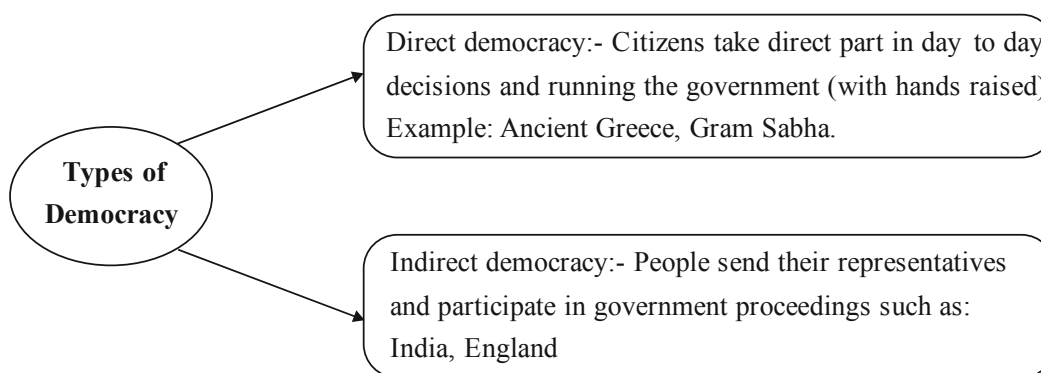 Types of
Democracy
Direct democracy:- Citizens take direct part in day to day
decisions and running the government (with hands raised)
Example: Ancient Greece, Gram Sabha.
Indirect democracy:- People send their representatives
and participate in government proceedings such as:
India, England